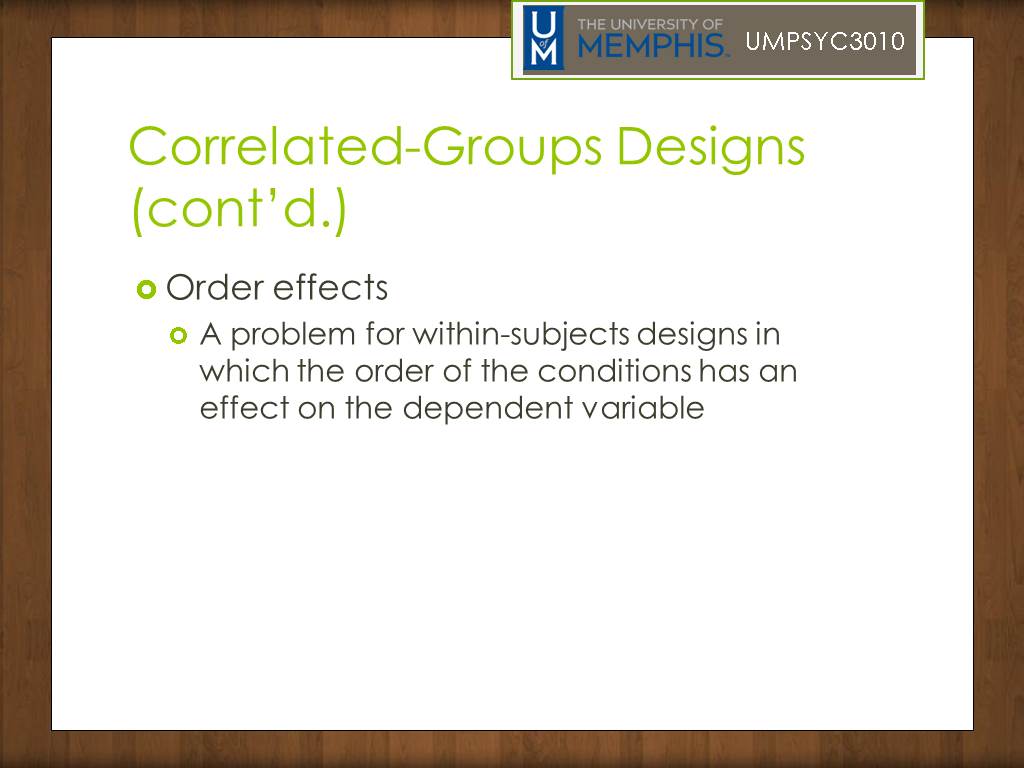 U
of
M
THE UNIVERSITY OF
MEMPHIS™
UMPSYC3010
Correlated-Groups Designs
(cont’d.)
Order effects
A problem for within-subjects designs in
which the order of the conditions has an
effect on the dependent variable